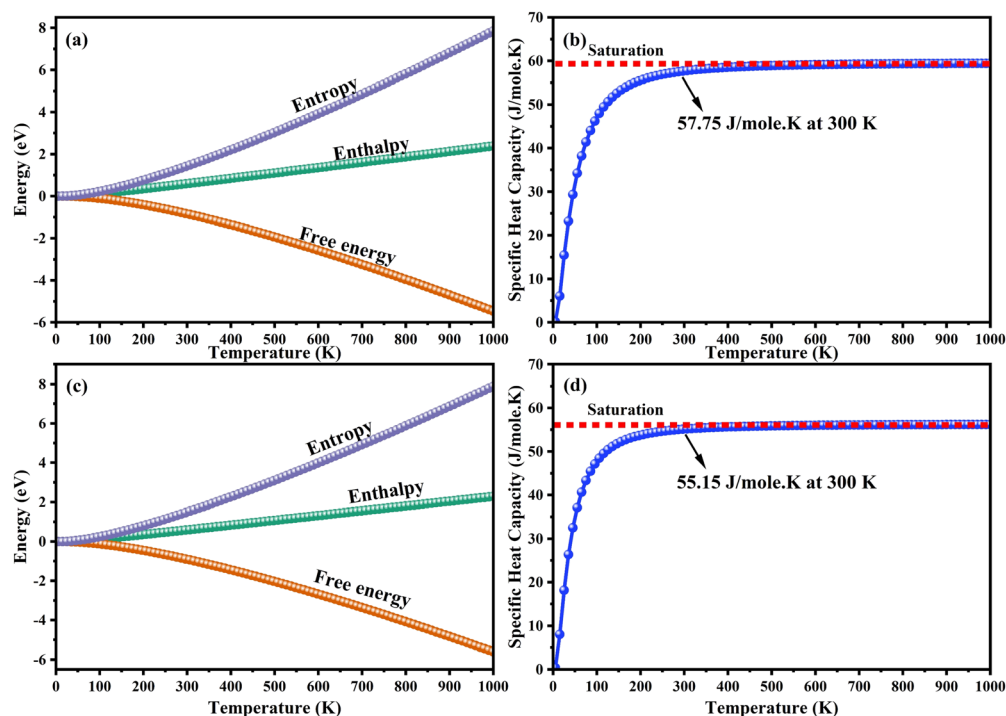 (a)
Energy (eV)
8
6
4
2
0
-2
-4
-6
Entropy
Enthalpy
Free energy
0 100 200 300 400 500 600 700 800 900 1000
Temperature (K)
(b)
Specific Heat Capacity (J/mole.K)
70
60
50
40
30
20
10
0
Saturation
57.75 J/mole.K at 300 K
0 100 200 300 400 500 600 700 800 900 1000
Temperature (K)
(c)
Energy (eV)
8
6
4
2
0
-2
-4
-6
Entropy
Enthalpy
Free energy
0 100 200 300 400 500 600 700 800 900 1000
Temperature (K)
(d)
Specific Heat Capacity (J/mole.K)
70
60
50
40
30
20
10
0
Saturation
55.15 J/mole.K at 300 K
0 100 200 300 400 500 600 700 800 900 1000
Temperature (K)